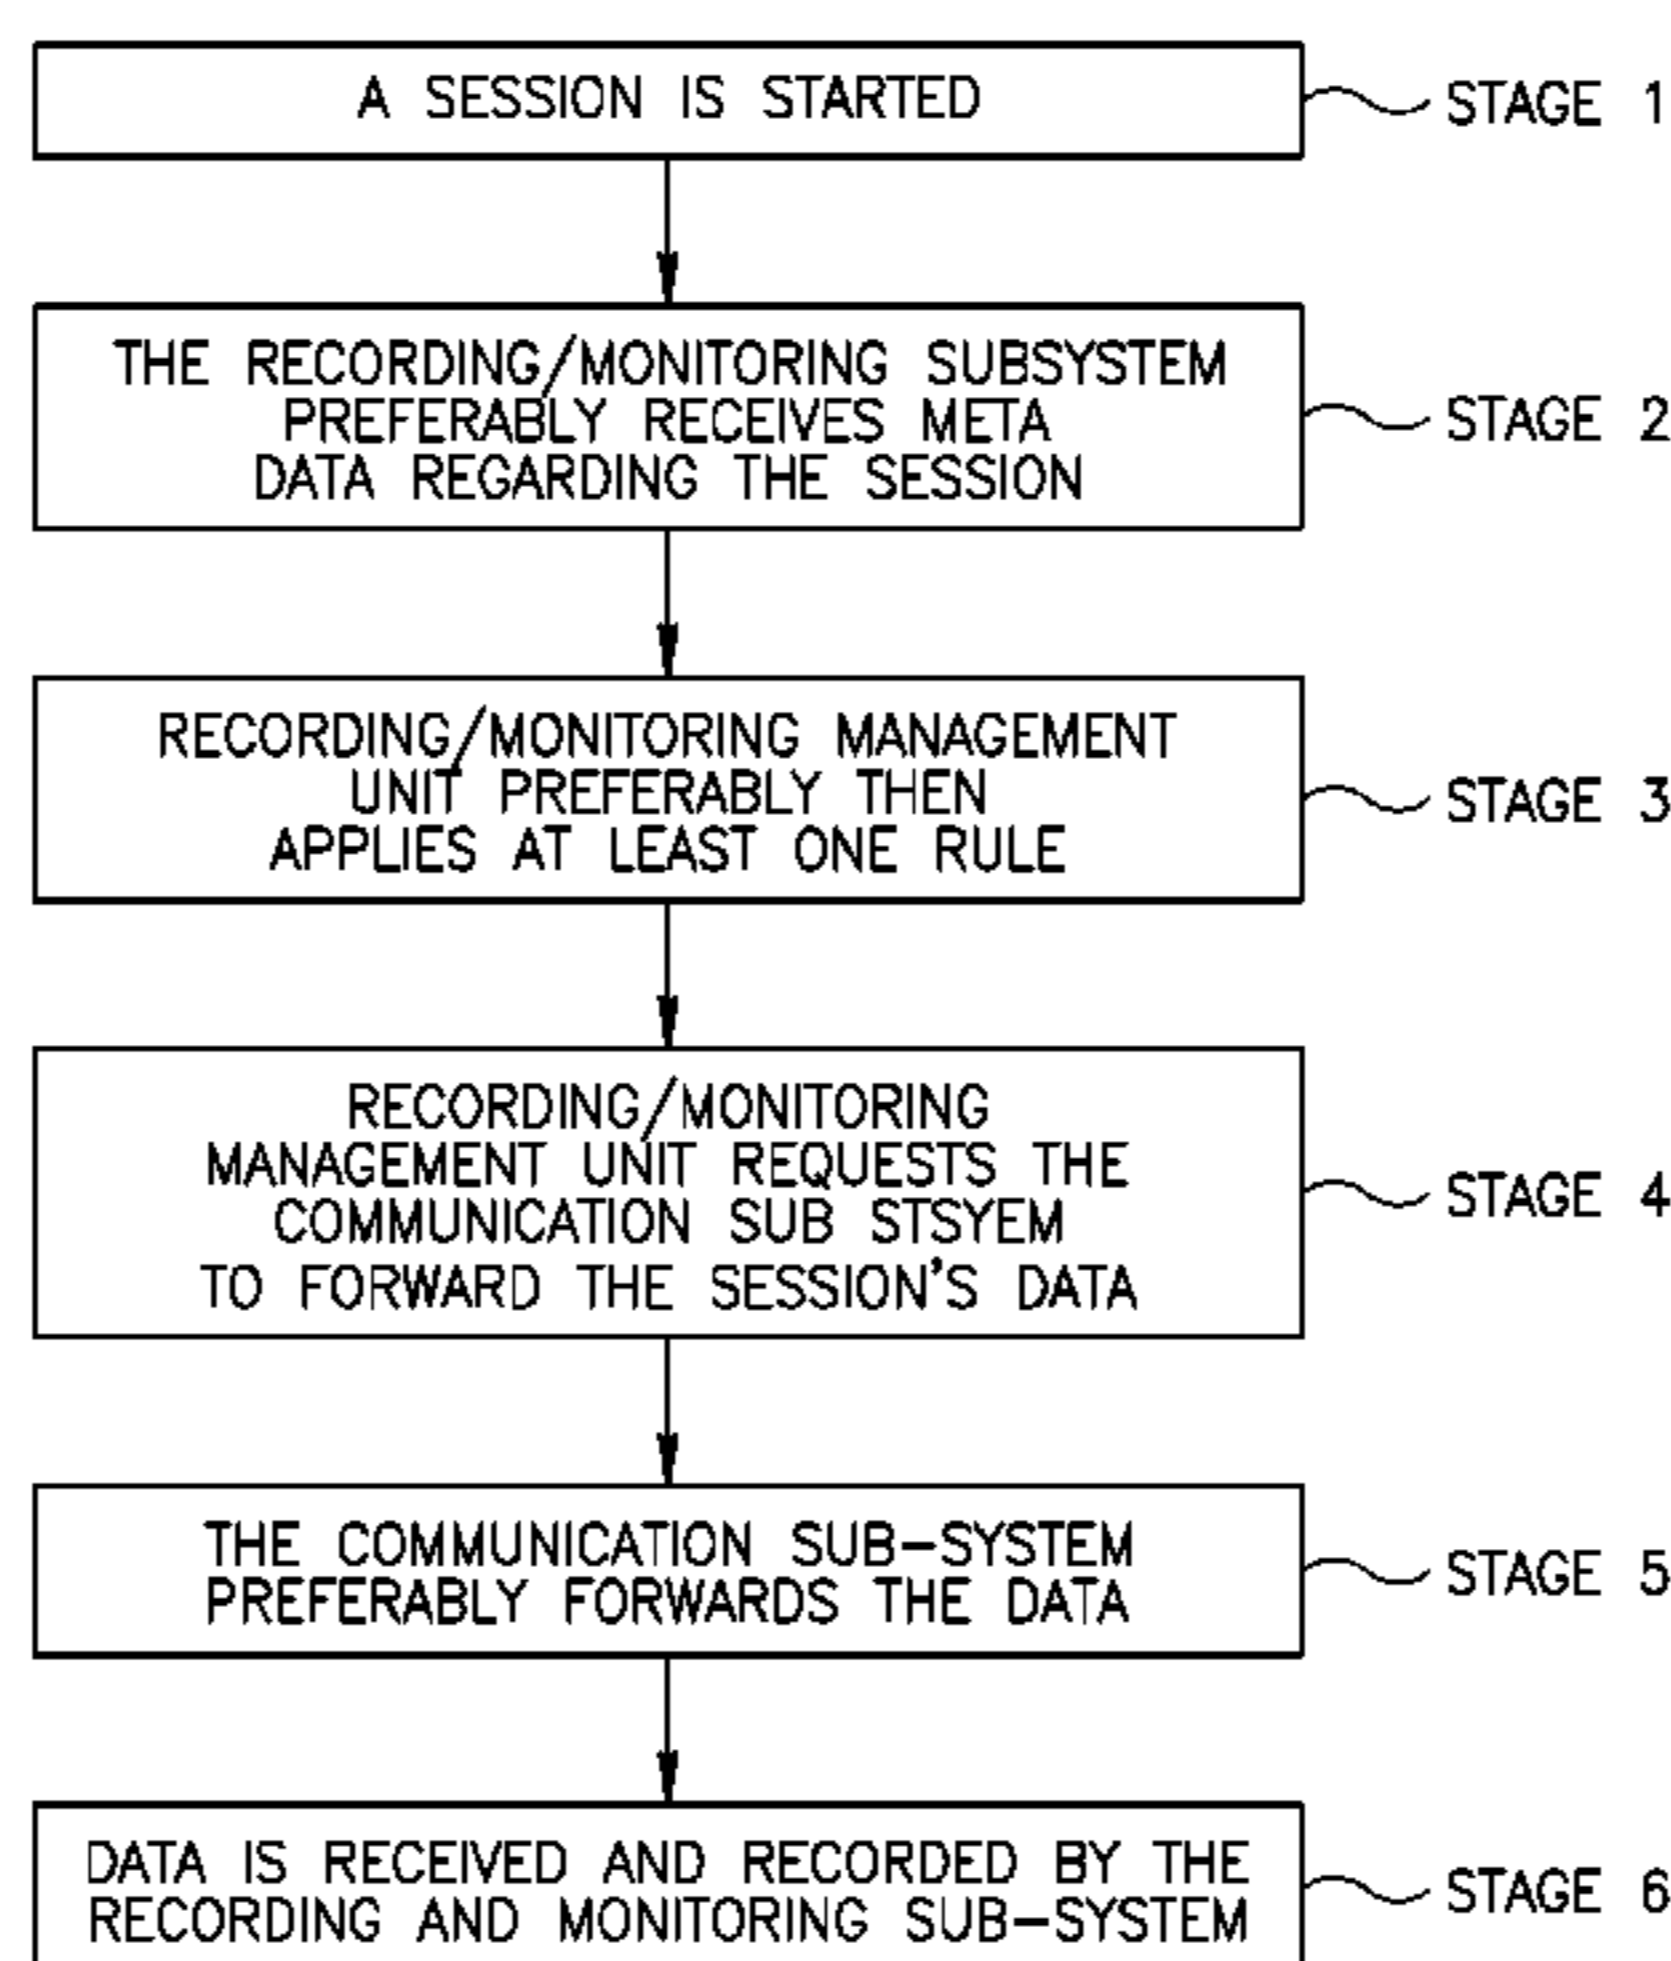 A SESSION IS STARTED
STAGE 1
THE RECORDING/MONITORING SUBSYSTEM
PREFERABLY RECEIVES META
DATA REGARDING THE SESSION
STAGE 2
RECORDING/MONITORING MANAGEMENT
UNIT PREFERABLY THEN
APPLIES AT LEAST ONE RULE
STAGE 3
RECORDING/MONITORING
MANAGEMENT UNIT REQUESTS THE
COMMUNICATION SUB STSYEM
TO FORWARD THE SESSION'S DATA
STAGE 4
THE COMMUNICATION SUB-SYSTEM
PREFERABLY FORWARDS THE DATA
STAGE 5
DATA IS RECEIVED AND RECORDED BY THE
RECORDING AND MONITORING SUB-SYSTEM
STAGE 6